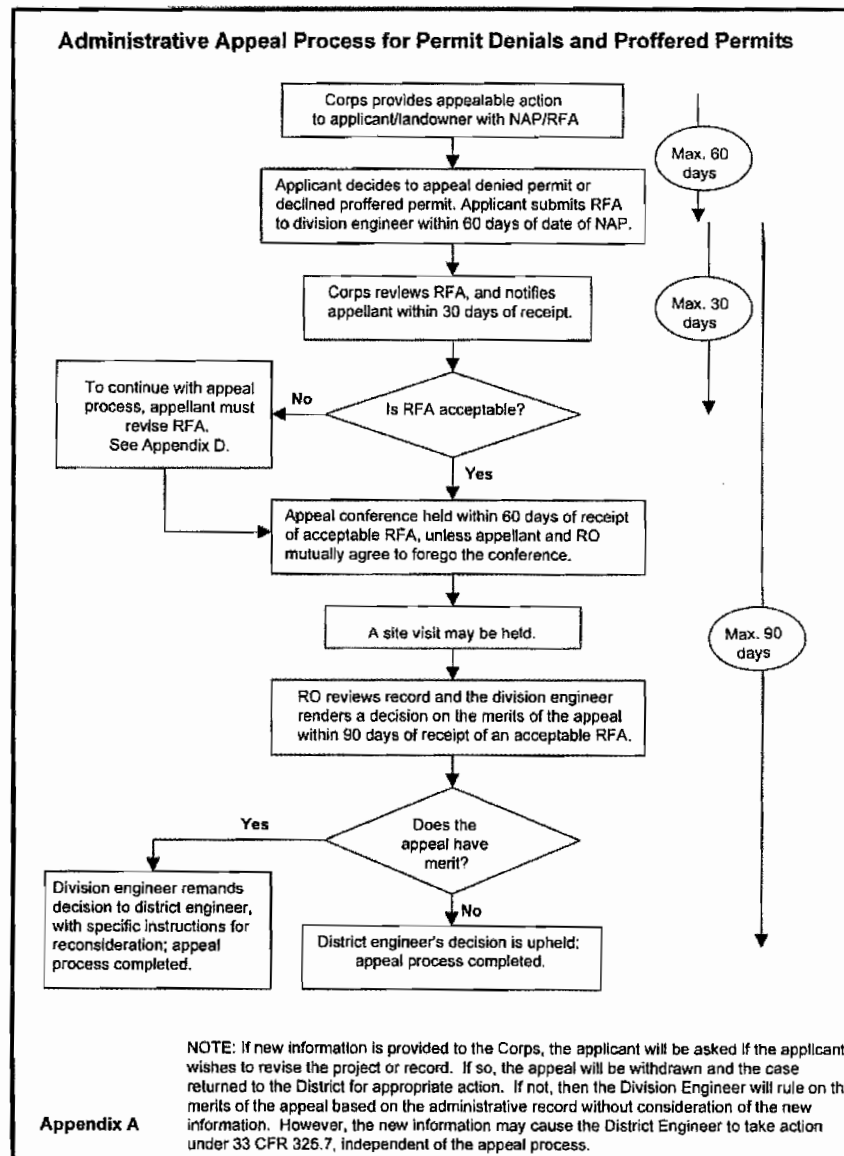 Administrative Appeal Process for Permit Denials and Proffered Permits
Corps provides appealable action
to applicant/landowner with NAP/RFA
Max. 60
days
Applicant decides to appeal denied permit or
declined proffered permit. Applicant submits RFA
to division engineer within 60 days of date of NAP.
Corps reviews RFA, and notifies
appellant within 30 days of receipt.
Max. 30
days
To continue with appeal
process, appellant must
revise RFA.
See Appendix D.
No
Is RFA acceptable?
Yes
Appeal conference held within 60 days of receipt
of acceptable RFA, unless appellant and RO
mutually agree to forego the conference.
A site visit may be held.
Max. 90
days
RO reviews record and the division engineer
renders a decision on the merits of the appeal
within 90 days of receipt of an acceptable RFA.
Yes
Does the
appeal have
merit?
No
Division engineer remands
decision to district engineer,
with specific instructions for
reconsideration; appeal
process completed.
District engineer's decision is upheld;
appeal process completed.
NOTE: If new information is provided to the Corps, the applicant will be asked if the applicant
wishes to revise the project or record. If so, the appeal will be withdrawn and the case
returned to the District for appropriate action. If not, then the Division Engineer will rule on th
merits of the appeal based on the administrative record without consideration of the new
information. However, the new information may cause the District Engineer to take action
under 33 CFR 325.7, independent of the appeal process.
Appendix A